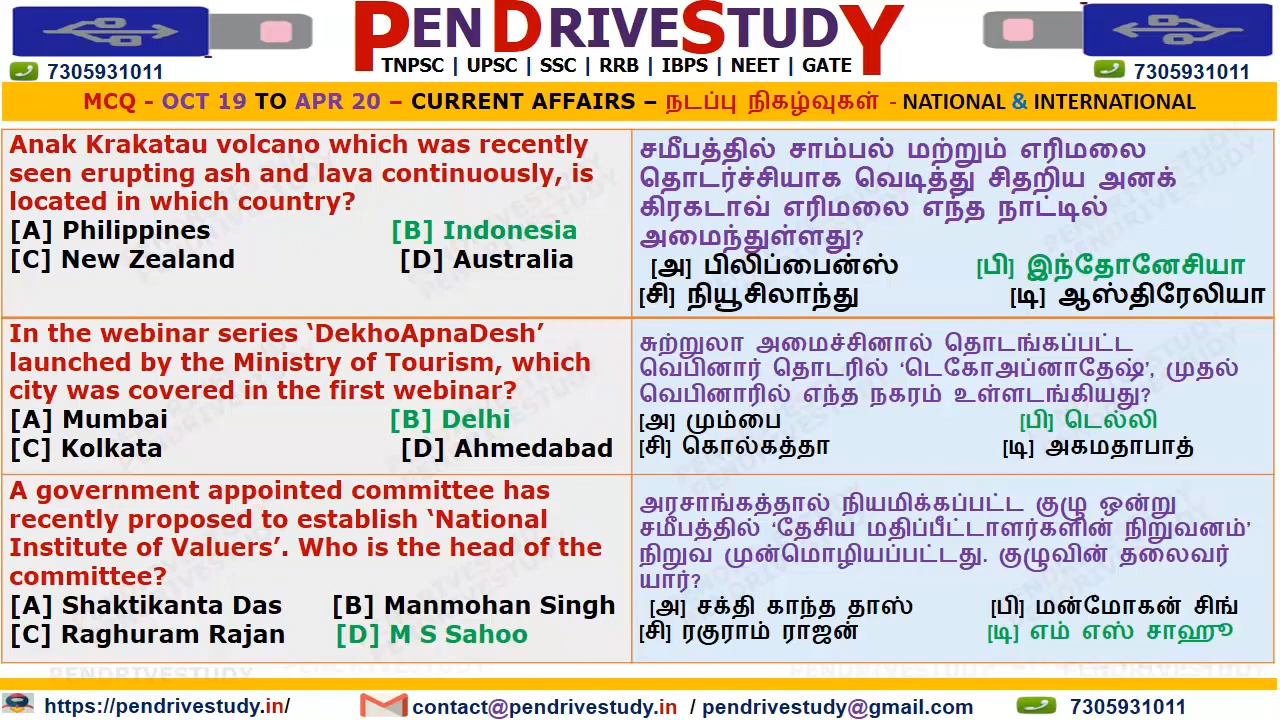 PENDRIVESTUDY
TNPSC | UPSC | SSC | RRB | IBPS | NEET | GATE
7305931011
7305931011
MCQ - OCT 19 TO APR 20 – CURRENT AFFAIRS – நடப்பு நிகழ்வுகள் - NATIONAL & INTERNATIONAL
Anak Krakatau volcano which was recently
seen erupting ash and lava continuously, is
located in which country?
[A] Philippines [B] Indonesia
[C] New Zealand [D] Australia
சமீபத்தில் சாம்பல் மற்றும் எரிமலை
தொடர்ச்சியாக வெடித்து சிதறிய அனக்
கிரகடாவ் எரிமலை எந்த நாட்டில்
அமைந்துள்ளது?
[அ] பிலிப்பைன்ஸ் [பி] இந்தோனேசியா
[சி] நியூசிலாந்து [டி] ஆஸ்திரேலியா
In the webinar series ‘DekhoApnaDesh’
launched by the Ministry of Tourism, which
city was covered in the first webinar?
[A] Mumbai [B] Delhi
[C] Kolkata [D] Ahmedabad
சுற்றுலா அமைச்சினால் தொடங்கப்பட்ட
வெபினார் தொடரில் ‘டெகோஅப்னாதேஷ்’, முதல்
வெபினாரில் எந்த நகரம் உள்ளடங்கியது?
[அ] மும்பை [பி] டெல்லி
[சி] கொல்கத்தா [டி] அகமதாபாத்
A government appointed committee has
recently proposed to establish ‘National
Institute of Valuers’. Who is the head of the
committee?
[A] Shaktikanta Das [B] Manmohan Singh
[C] Raghuram Rajan [D] M S Sahoo
அரசாங்கத்தால் நியமிக்கப்பட்ட குழு ஒன்று
சமீபத்தில் ‘தேசிய மதிப்பீட்டாளர்களின் நிறுவனம்’
நிறுவ முன்மொழியப்பட்டது. குழுவின் தலைவர்
யார்?
[அ] சக்தி காந்த தாஸ் [பி] மன்மோகன் சிங்
[சி] ரகுராம் ராஜன் [டி] எம் எஸ் சாஹூ
https://pendrivestudy.in/ contact@pendrivestudy.in / pendrivestudy@gmail.com 7305931011